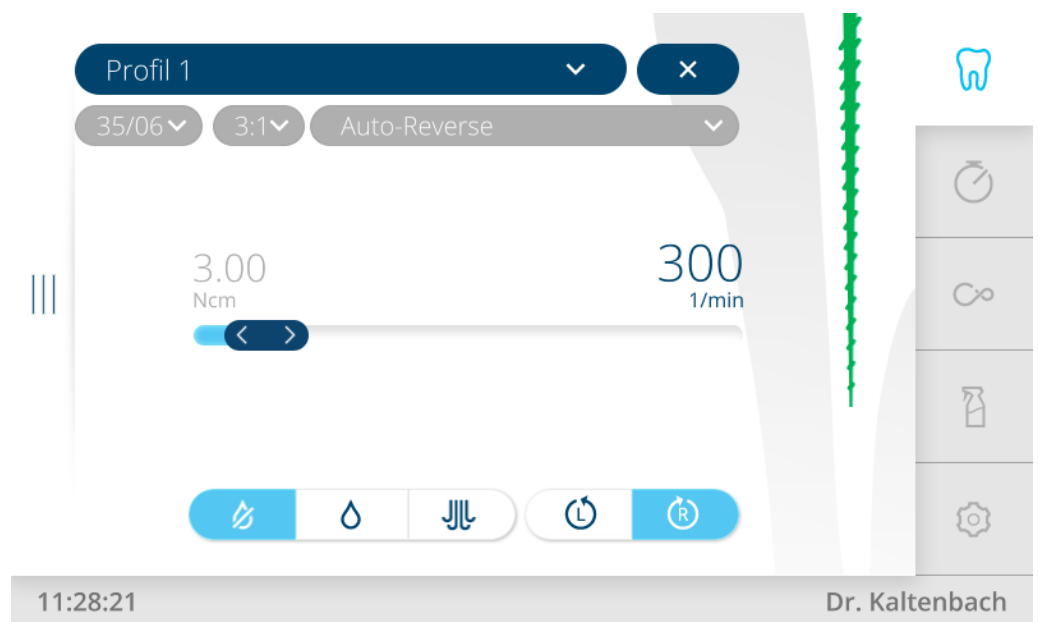 Profil 1
35/06 3:1 Auto-Reverse
3.00 300
Ncm 1/min
L R
11:28:21 Dr. Kaltenbach